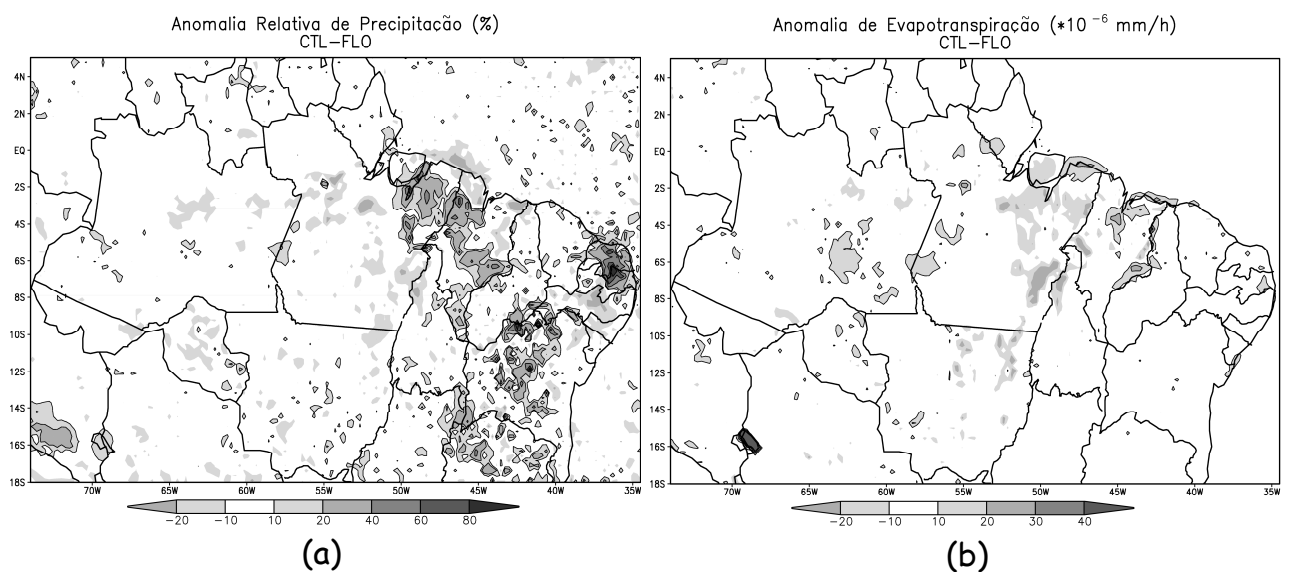 Anomalia Relativa de Precipitação (%)
CTL−FLO
4N
2N
EQ
2S
4S
6S
8S
10S
12S
14S
16S
18S
70W 65W 60W 55W 50W 45W 40W 35W
−20 −10 10 20 40 60 80
(a)
Anomalia de Evapotranspiração (*10 −6 mm/h)
CTL−FLO
4N
2N
EQ
2S
4S
6S
8S
10S
12S
14S
16S
18S
70W 65W 60W 55W 50W 45W 40W 35W
−20 −10 10 20 30 40
(b)